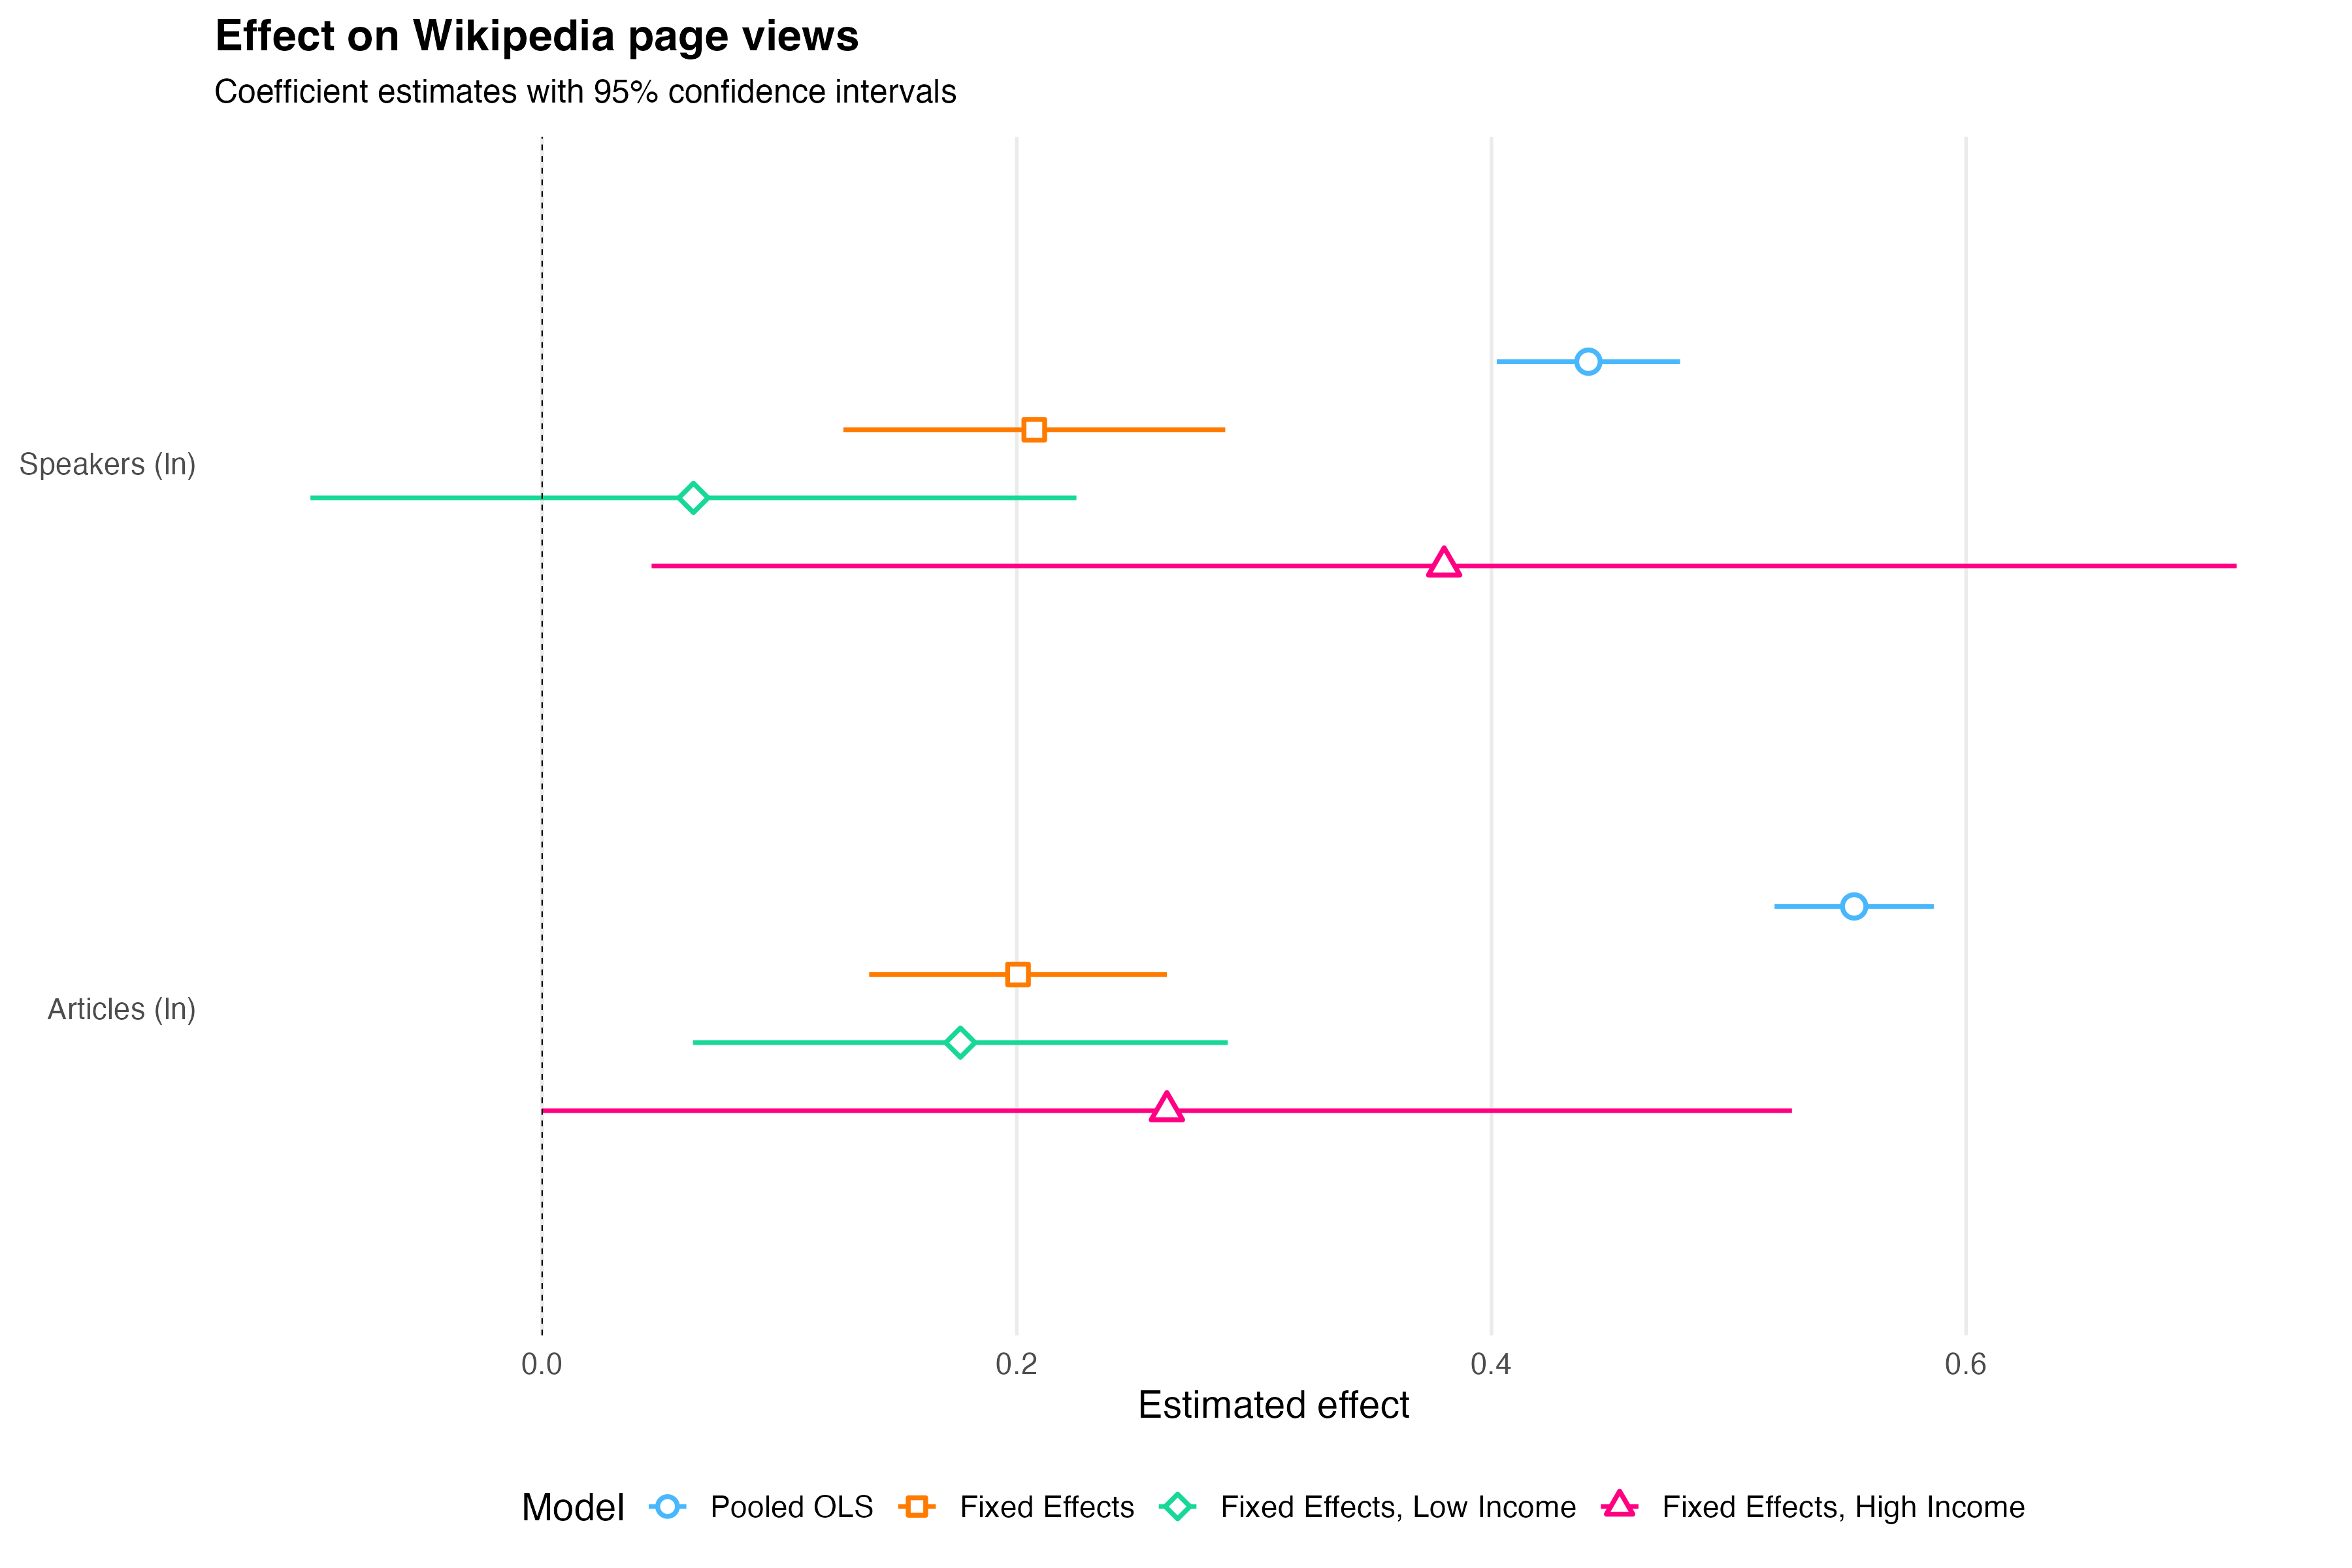 Effect on Wikipedia page views
Coefficient estimates with 95% confidence intervals
Speakers (ln)
Articles (ln)
0.0 0.2 0.4 0.6
Estimated effect
Model Pooled OLS Fixed Effects Fixed Effects, Low Income Fixed Effects, High Income